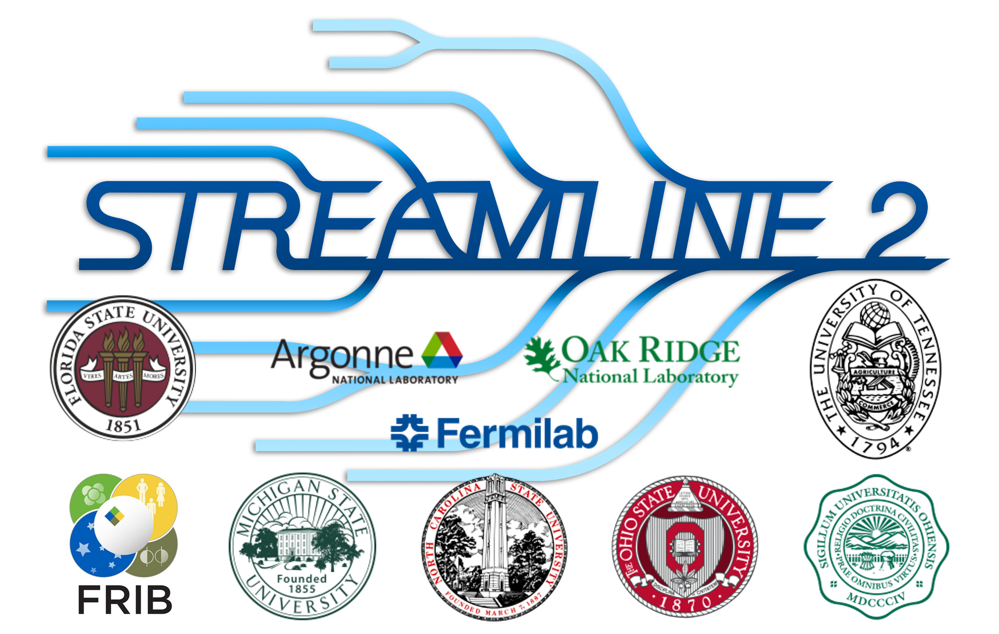 STREAMLINE 2
FLORIDA STATE UNIVERSITY
VIRES ARTES MORES
1851
Argonne
NATIONAL LABORATORY
OAK RIDGE
National Laboratory
THE UNIVERSITY OF TENNESSEE
AGRICULTURE
COMMERCE
★ 1794 ★
®
Fermilab
FRIB
MICHIGAN STATE
Founded
1855
UNIVERSITY
NORTH CAROLINA STATE UNIVERSITY
FOUNDED MARCH 7, 1887
THE OHIO STATE UNIVERSITY
DISCIPLINA CIVITATEM
· 1870 ·
SIGILLUM UNIVERSITATIS OHIENSIS
• RELIGIO DOCTRINA CIVILITAS •
PRAE OMNIBUS VIRTUS
MDCCCIV